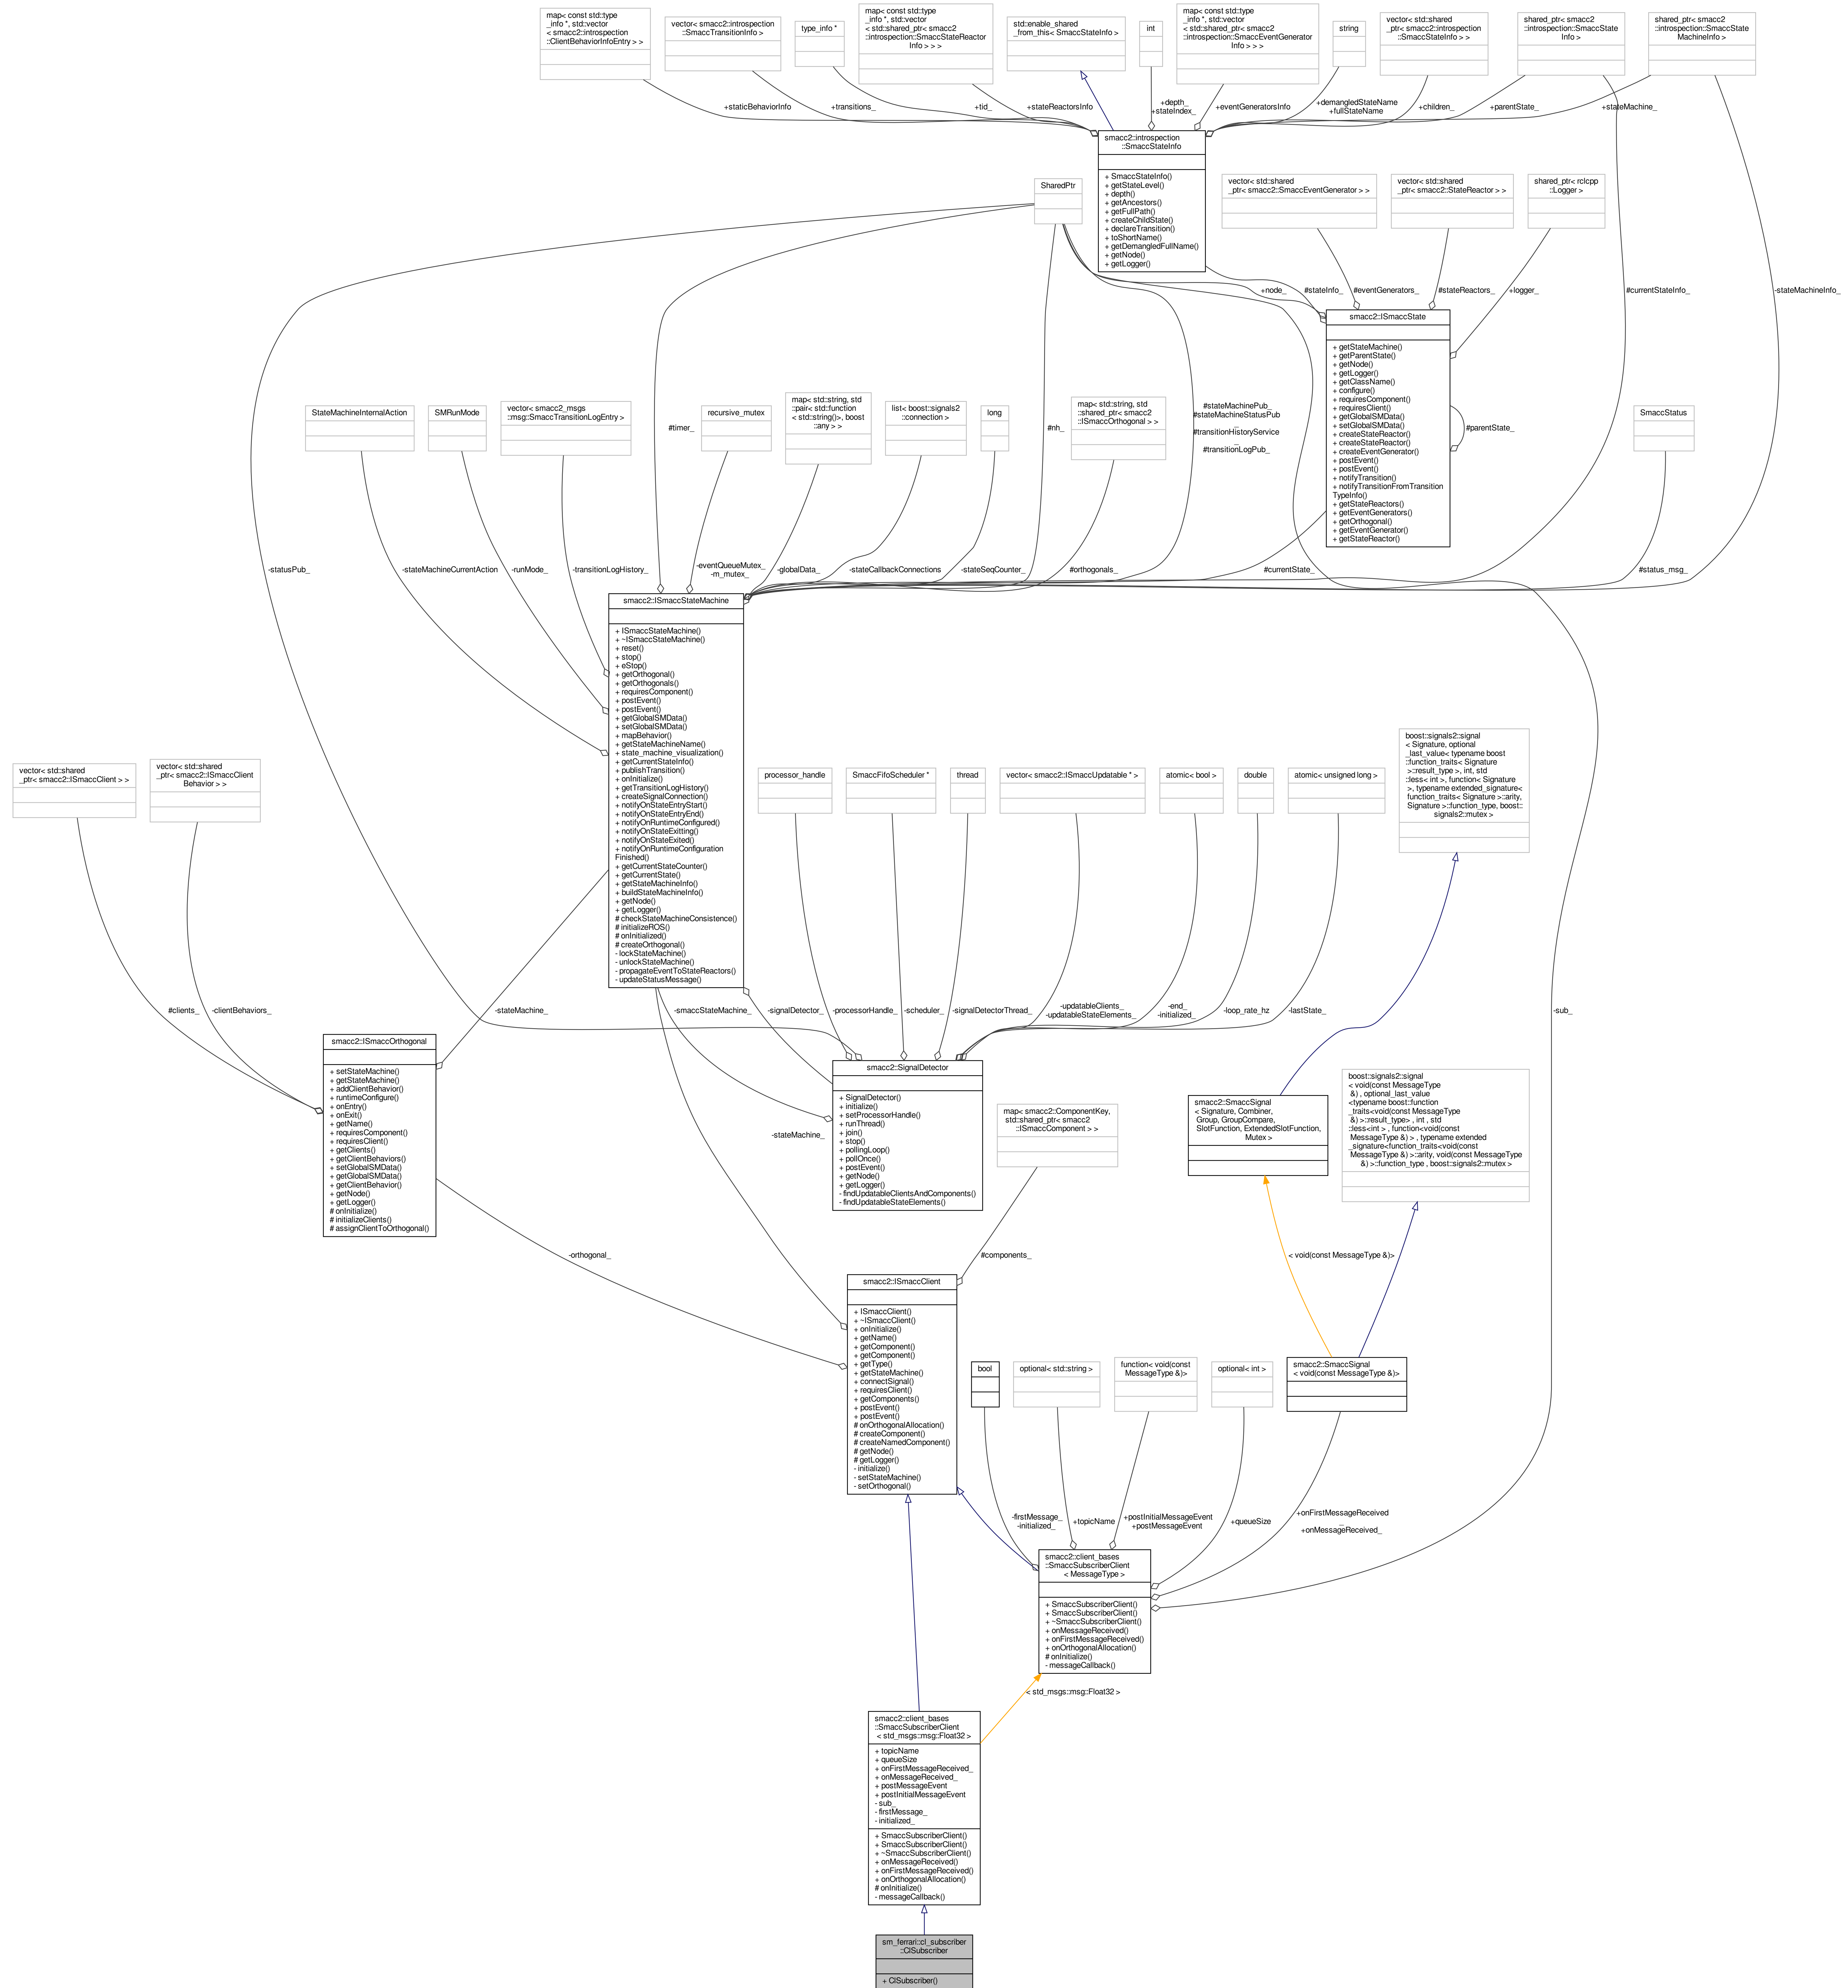 map< const std::type
_info *, std::vector
< smacc2::introspection
::ClientBehaviorInfoEntry > >
vector< smacc2::introspection
::SmaccTransitionInfo >
type_info *
map< const std::type
_info *, std::vector
< std::shared_ptr< smacc2
::introspection::SmaccStateReactor
Info > > >
std::enable_shared
_from_this< SmaccStateInfo >
int
map< const std::type
_info *, std::vector
< std::shared_ptr< smacc2
::introspection::SmaccEventGenerator
Info > > >
string
vector< std::shared
_ptr< smacc2::introspection
::SmaccStateInfo > >
shared_ptr< smacc2
::introspection::SmaccState
Info >
shared_ptr< smacc2
::introspection::SmaccState
MachineInfo >
+staticBehaviorInfo
+transitions_
+tid_
+stateReactorsInfo
+depth_
+stateIndex_
+eventGeneratorsInfo
+demangledStateName
+fullStateName
+children_
+parentState_
+stateMachine_
smacc2::introspection
::SmaccStateInfo
+ SmaccStateInfo()
+ getStateLevel()
+ depth()
+ getAncestors()
+ getFullPath()
+ createChildState()
+ declareTransition()
+ toShortName()
+ getDemangledFullName()
+ getNode()
+ getLogger()
SharedPtr
vector< std::shared
_ptr< smacc2::SmaccEventGenerator > >
vector< std::shared
_ptr< smacc2::StateReactor > >
shared_ptr< rclcpp
::Logger >
+node_
#stateInfo_
#eventGenerators_
#stateReactors_
+logger_
#currentStateInfo_
-stateMachineInfo_
smacc2::ISmaccState
+ getStateMachine()
+ getParentState()
+ getNode()
+ getLogger()
+ getClassName()
+ configure()
+ requiresComponent()
+ requiresClient()
+ getGlobalSMData()
+ setGlobalSMData()
+ createStateReactor()
+ createStateReactor()
+ createEventGenerator()
+ postEvent()
+ postEvent()
+ notifyTransition()
+ notifyTransitionFromTransition
TypeInfo()
+ getStateReactors()
+ getEventGenerators()
+ getOrthogonal()
+ getEventGenerator()
+ getStateReactor()
#parentState_
StateMachineInternalAction
SMRunMode
vector< smacc2_msgs
::msg::SmaccTransitionLogEntry >
#timer_
recursive_mutex
map< std::string, std
::pair< std::function
< std::string()>, boost
::any > >
list< boost::signals2
::connection >
long
#nh_
map< std::string, std
::shared_ptr< smacc2
::ISmaccOrthogonal > >
#stateMachinePub_
#stateMachineStatusPub
_
#transitionHistoryService
_
#transitionLogPub_
SmaccStatus
-statusPub_
-stateMachineCurrentAction
-runMode_
-transitionLogHistory_
-eventQueueMutex_
-m_mutex_
-globalData_
-stateCallbackConnections
-stateSeqCounter_
#orthogonals_
#currentState_
#status_msg_
smacc2::ISmaccStateMachine
+ ISmaccStateMachine()
+ ~ISmaccStateMachine()
+ reset()
+ stop()
+ eStop()
+ getOrthogonal()
+ getOrthogonals()
+ requiresComponent()
+ postEvent()
+ postEvent()
+ getGlobalSMData()
+ setGlobalSMData()
+ mapBehavior()
+ getStateMachineName()
+ state_machine_visualization()
+ getCurrentStateInfo()
+ publishTransition()
+ onInitialize()
+ getTransitionLogHistory()
+ createSignalConnection()
+ notifyOnStateEntryStart()
+ notifyOnStateEntryEnd()
+ notifyOnRuntimeConfigured()
+ notifyOnStateExitting()
+ notifyOnStateExited()
+ notifyOnRuntimeConfiguration
Finished()
+ getCurrentStateCounter()
+ getCurrentState()
+ getStateMachineInfo()
+ buildStateMachineInfo()
+ getNode()
+ getLogger()
# checkStateMachineConsistence()
# initializeROS()
# onInitialized()
# createOrthogonal()
- lockStateMachine()
- unlockStateMachine()
- propagateEventToStateReactors()
- updateStatusMessage()
vector< std::shared
_ptr< smacc2::ISmaccClient > >
vector< std::shared
_ptr< smacc2::ISmaccClient
Behavior > >
processor_handle
SmaccFifoScheduler *
thread
vector< smacc2::ISmaccUpdatable * >
atomic< bool >
double
atomic< unsigned long >
boost::signals2::signal
< Signature, optional
_last_value< typename boost
::function_traits< Signature
>::result_type >, int, std
::less< int >, function< Signature
>, typename extended_signature<
function_traits< Signature >::arity,
Signature >::function_type, boost::
signals2::mutex >
#clients_
-clientBehaviors_
-stateMachine_
-smaccStateMachine_
-signalDetector_
-processorHandle_
-scheduler_
-signalDetectorThread_
-updatableClients_
-updatableStateElements_
-end_
-initialized_
-loop_rate_hz
-lastState_
-sub_
smacc2::ISmaccOrthogonal
+ setStateMachine()
+ getStateMachine()
+ addClientBehavior()
+ runtimeConfigure()
+ onEntry()
+ onExit()
+ getName()
+ requiresComponent()
+ requiresClient()
+ getClients()
+ getClientBehaviors()
+ setGlobalSMData()
+ getGlobalSMData()
+ getClientBehavior()
+ getNode()
+ getLogger()
# onInitialize()
# initializeClients()
# assignClientToOrthogonal()
smacc2::SignalDetector
+ SignalDetector()
+ initialize()
+ setProcessorHandle()
+ runThread()
+ join()
+ stop()
+ pollingLoop()
+ pollOnce()
+ postEvent()
+ getNode()
+ getLogger()
- findUpdatableClientsAndComponents()
- findUpdatableStateElements()
-stateMachine_
map< smacc2::ComponentKey,
std::shared_ptr< smacc2
::ISmaccComponent > >
smacc2::SmaccSignal
< Signature, Combiner,
Group, GroupCompare,
SlotFunction, ExtendedSlotFunction,
Mutex >
boost::signals2::signal
< void(const MessageType
&) , optional_last_value
<typename boost::function
_traits<void(const MessageType
&) >::result_type> , int , std
::less<int > , function<void(const
MessageType &) > , typename extended
_signature<function_traits<void(const
MessageType &) >::arity, void(const MessageType
&) >::function_type , boost::signals2::mutex >
-orthogonal_
#components_
< void(const MessageType &)>
smacc2::ISmaccClient
+ ISmaccClient()
+ ~ISmaccClient()
+ onInitialize()
+ getName()
+ getComponent()
+ getComponent()
+ getType()
+ getStateMachine()
+ connectSignal()
+ requiresClient()
+ getComponents()
+ postEvent()
+ postEvent()
# onOrthogonalAllocation()
# createComponent()
# createNamedComponent()
# getNode()
# getLogger()
- initialize()
- setStateMachine()
- setOrthogonal()
bool
optional< std::string >
function< void(const
MessageType &)>
optional< int >
smacc2::SmaccSignal
< void(const MessageType &)>
-firstMessage_
-initialized_
+topicName
+postInitialMessageEvent
+postMessageEvent
+queueSize
+onFirstMessageReceived
_
+onMessageReceived_
smacc2::client_bases
::SmaccSubscriberClient
< MessageType >
+ SmaccSubscriberClient()
+ SmaccSubscriberClient()
+ ~SmaccSubscriberClient()
+ onMessageReceived()
+ onFirstMessageReceived()
+ onOrthogonalAllocation()
# onInitialize()
- messageCallback()
< std_msgs::msg::Float32 >
smacc2::client_bases
::SmaccSubscriberClient
< std_msgs::msg::Float32 >
+ topicName
+ queueSize
+ onFirstMessageReceived_
+ onMessageReceived_
+ postMessageEvent
+ postInitialMessageEvent
- sub_
- firstMessage_
- initialized_
+ SmaccSubscriberClient()
+ SmaccSubscriberClient()
+ ~SmaccSubscriberClient()
+ onMessageReceived()
+ onFirstMessageReceived()
+ onOrthogonalAllocation()
# onInitialize()
- messageCallback()
sm_ferrari::cl_subscriber
::ClSubscriber
+ ClSubscriber()